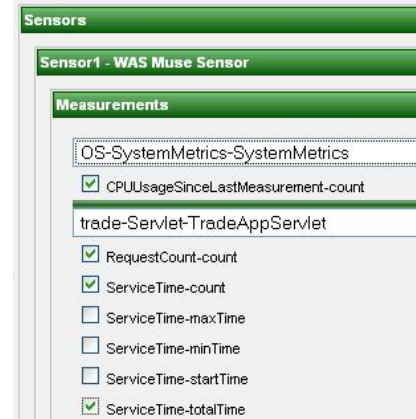 Sensors
Sensor1 - WAS Muse Sensor
Measurements
OS-SystemMetrics-SystemMetrics
CPUUsageSinceLastMeasurement-count
trade-Servlet-TradeAppServlet
RequestCount-count
ServiceTime-count
ServiceTime-maxTime
ServiceTime-minTime
ServiceTime-startTime
ServiceTime-totalTime